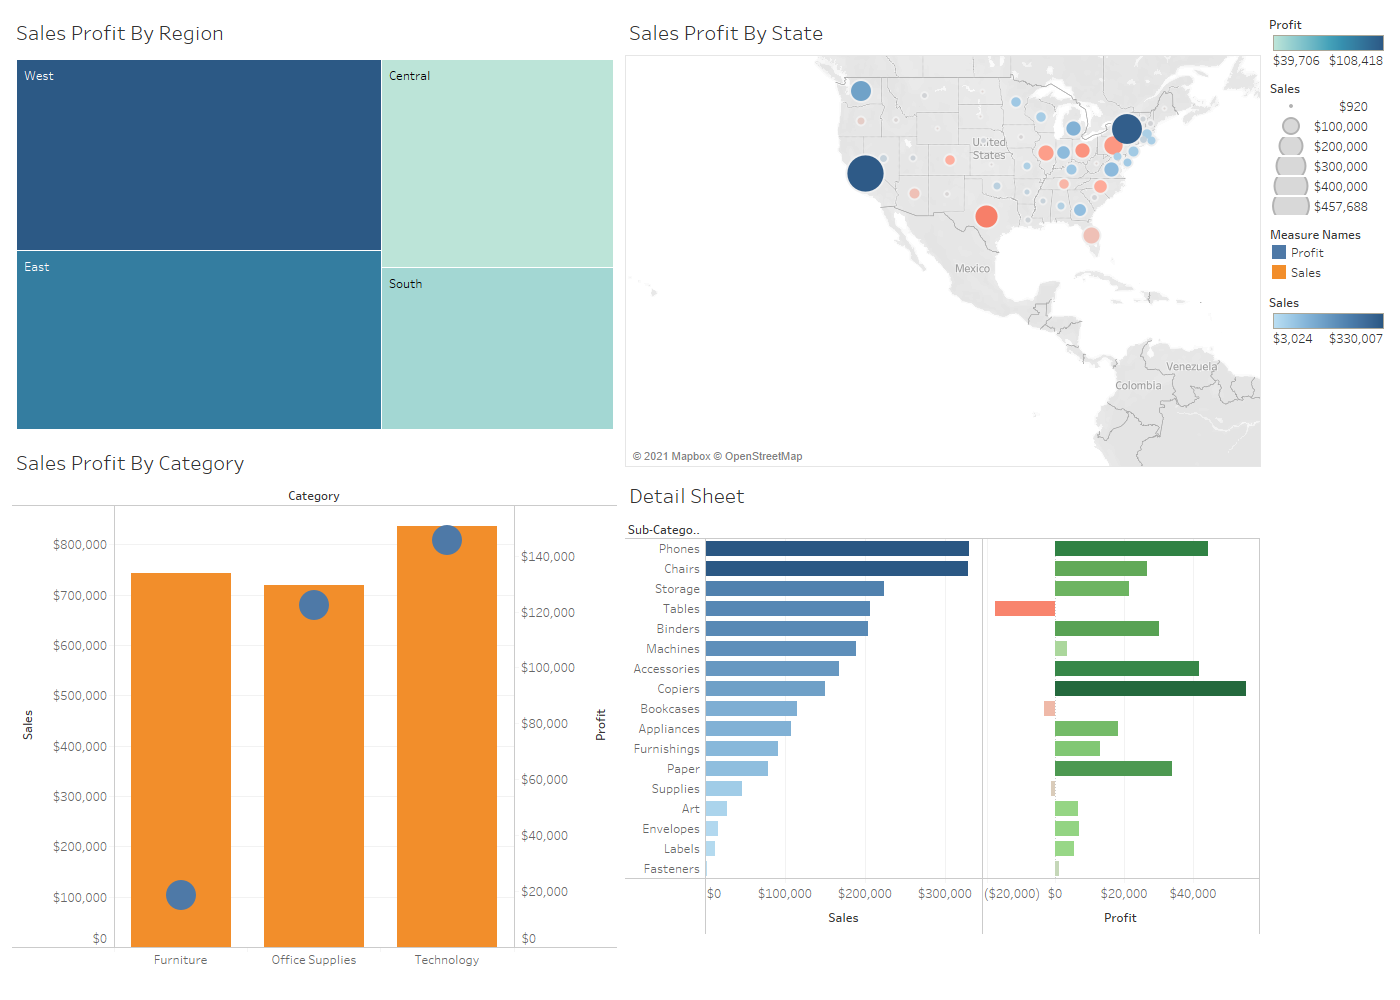 Sales Profit By Region
West
Central
East
South
Sales Profit By State
United
States
Mexico
Venezuela
Colombia
© 2021 Mapbox © OpenStreetMap
Profit
$39,706 $108,418
Sales
$920
$100,000
$200,000
$300,000
$400,000
$457,688
Measure Names
Profit
Sales
Sales
$3,024 $330,007
Sales Profit By Category
Category
$800,000
$700,000
$600,000
$500,000
$400,000
$300,000
$200,000
$100,000
$0
Sales
$140,000
$120,000
$100,000
$80,000
$60,000
$40,000
$20,000
$0
Profit
Furniture Office Supplies Technology
Detail Sheet
Sub-Catego..
Phones
Chairs
Storage
Tables
Binders
Machines
Accessories
Copiers
Bookcases
Appliances
Furnishings
Paper
Supplies
Art
Envelopes
Labels
Fasteners
$0 $100,000 $200,000 $300,000 ($20,000) $0 $20,000 $40,000
Sales Profit